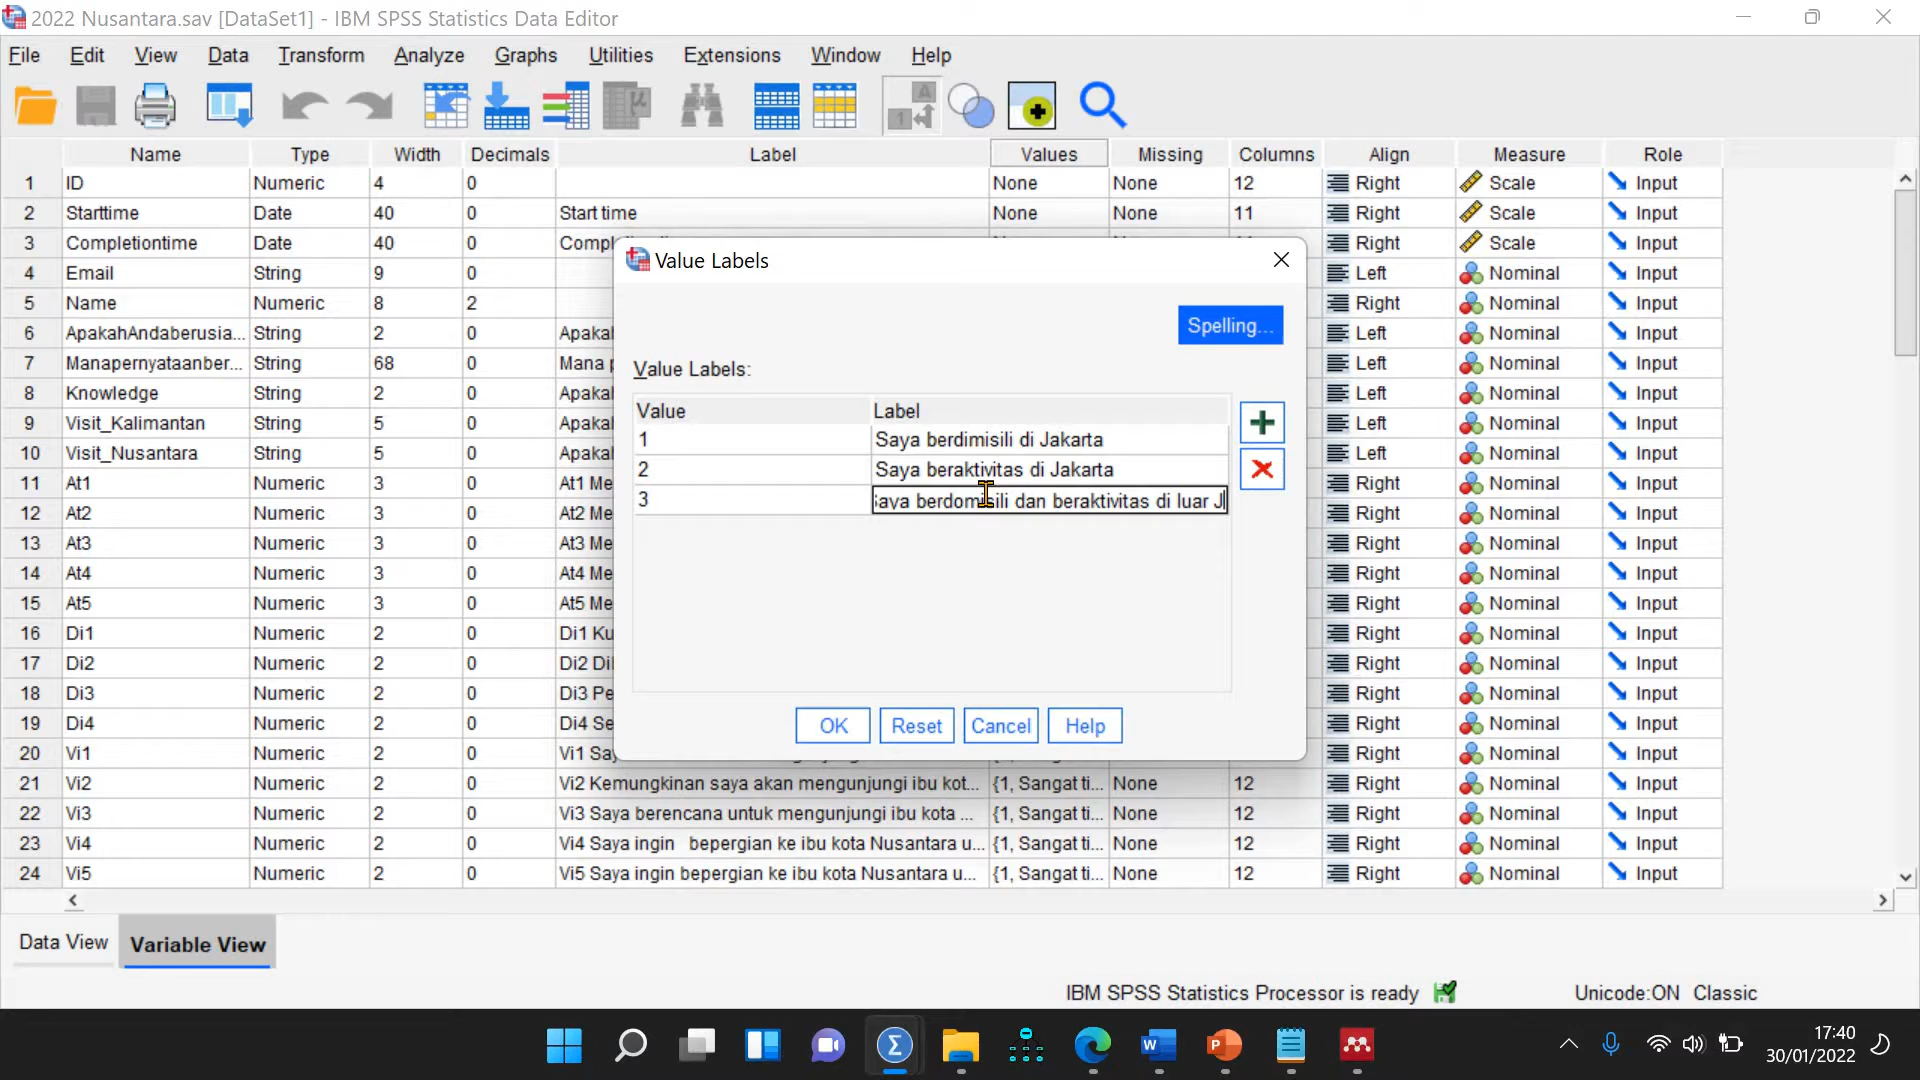 2022 Nusantara.sav [DataSet1] - IBM SPSS Statistics Data Editor
File Edit View Data Transform Analyze Graphs Utilities Extensions Window Help
Name Type Width Decimals Label Values Missing Columns Align Measure Role
1 ID Numeric 4 0 None None 12 Right Scale Input
2 Starttime Date 40 0 Start time None None 11 Right Scale Input
3 Completiontime Date 40 0 Right Scale Input
4 Email String 9 0 Left Nominal Input
5 Name Numeric 8 2 Right Nominal Input
6 ApakahAndaberusia... String 2 0 Apakal Left Nominal Input
7 Manapernyataanber... String 68 0 Mana p Left Nominal Input
8 Knowledge String 2 0 Apakal Left Nominal Input
9 Visit_Kalimantan String 5 0 Apakal Left Nominal Input
10 Visit_Nusantara String 5 0 Apakal Left Nominal Input
11 At1 Numeric 3 0 At1 Me Right Nominal Input
12 At2 Numeric 3 0 At2 Me Right Nominal Input
13 At3 Numeric 3 0 At3 Me Right Nominal Input
14 At4 Numeric 3 0 At4 Me Right Nominal Input
15 At5 Numeric 3 0 At5 Me Right Nominal Input
16 Di1 Numeric 2 0 Di1 Ku Right Nominal Input
17 Di2 Numeric 2 0 Di2 Di Right Nominal Input
18 Di3 Numeric 2 0 Di3 Pe Right Nominal Input
19 Di4 Numeric 2 0 Di4 Se Right Nominal Input
20 Vi1 Numeric 2 0 Vi1 Say Right Nominal Input
21 Vi2 Numeric 2 0 Vi2 Kemungkinan saya akan mengunjungi ibu kot... {1, Sangat ti... None 12 Right Nominal Input
22 Vi3 Numeric 2 0 Vi3 Saya berencana untuk mengunjungi ibu kota ... {1, Sangat ti... None 12 Right Nominal Input
23 Vi4 Numeric 2 0 Vi4 Saya ingin bepergian ke ibu kota Nusantara u... {1, Sangat ti... None 12 Right Nominal Input
24 Vi5 Numeric 2 0 Vi5 Saya ingin bepergian ke ibu kota Nusantara u... {1, Sangat ti... None 12 Right Nominal Input
Value Labels
Spelling...
Value Labels:
Value Label
1 Saya berdimisili di Jakarta
2 Saya beraktivitas di Jakarta
3 Saya berdomisili dan beraktivitas di luar J
OK Reset Cancel Help
Data View Variable View
IBM SPSS Statistics Processor is ready Unicode:ON Classic
17:40
30/01/2022